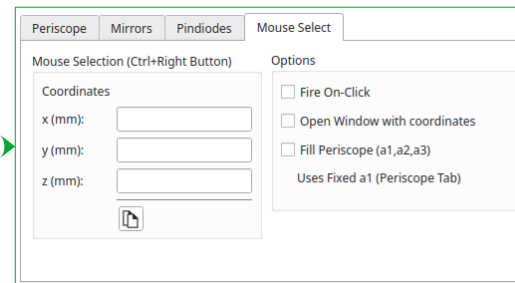 Periscope Mirrors Pindiodes Mouse Select
Mouse Selection (Ctrl+Right Button)
Coordinates
x (mm):
y (mm):
z (mm):
Options
Fire On-Click
Open Window with coordinates
Fill Periscope (a1,a2,a3)
Uses Fixed a1 (Periscope Tab)